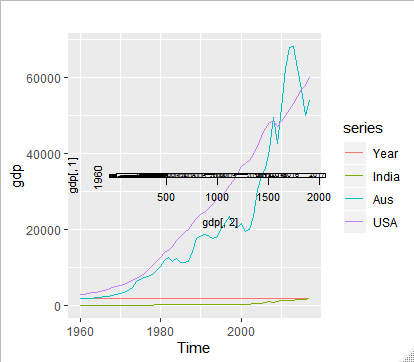 60000
40000
20000
0
gdp
gdp[, 1]
1960
500 1000 1500 2000
gdp[, 2]
1960 1980 2000
Time
series
Year
India
Aus
USA